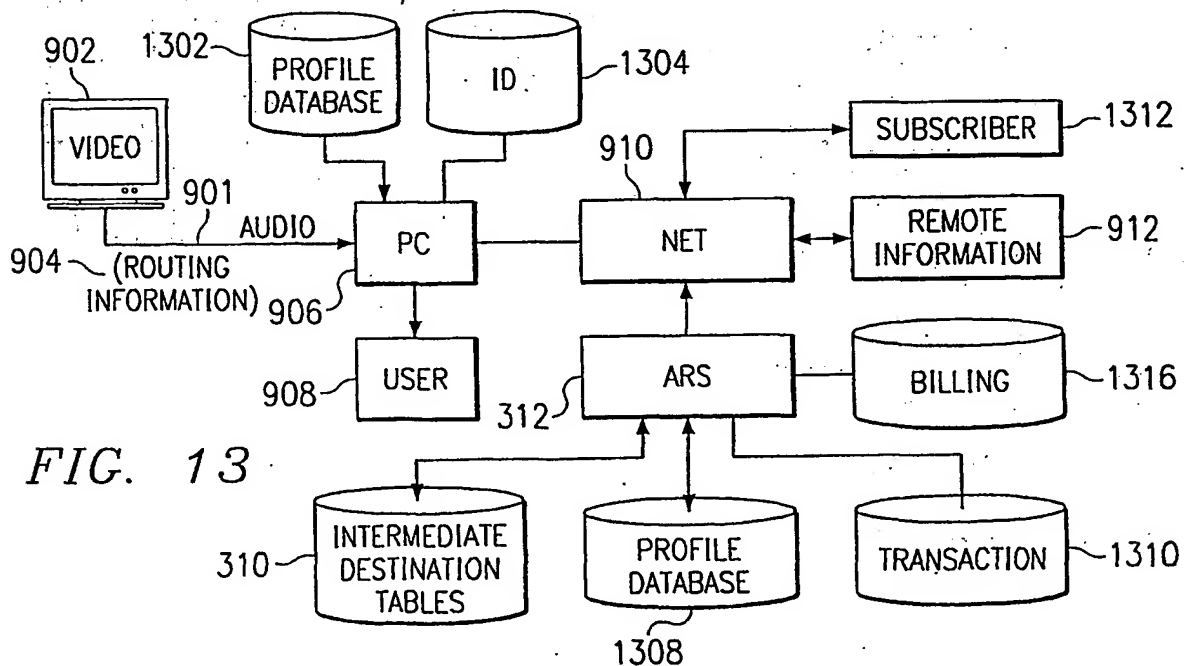 902
1302
PROFILE
DATABASE
ID
1304
VIDEO
910
SUBSCRIBER
1312
901
AUDIO
904
(ROUTING
INFORMATION)
PC
906
NET
REMOTE
INFORMATION
912
USER
908
ARS
312
BILLING
1316
FIG. 13
310
INTERMEDIATE
DESTINATION
TABLES
PROFILE
DATABASE
1308
TRANSACTION
1310